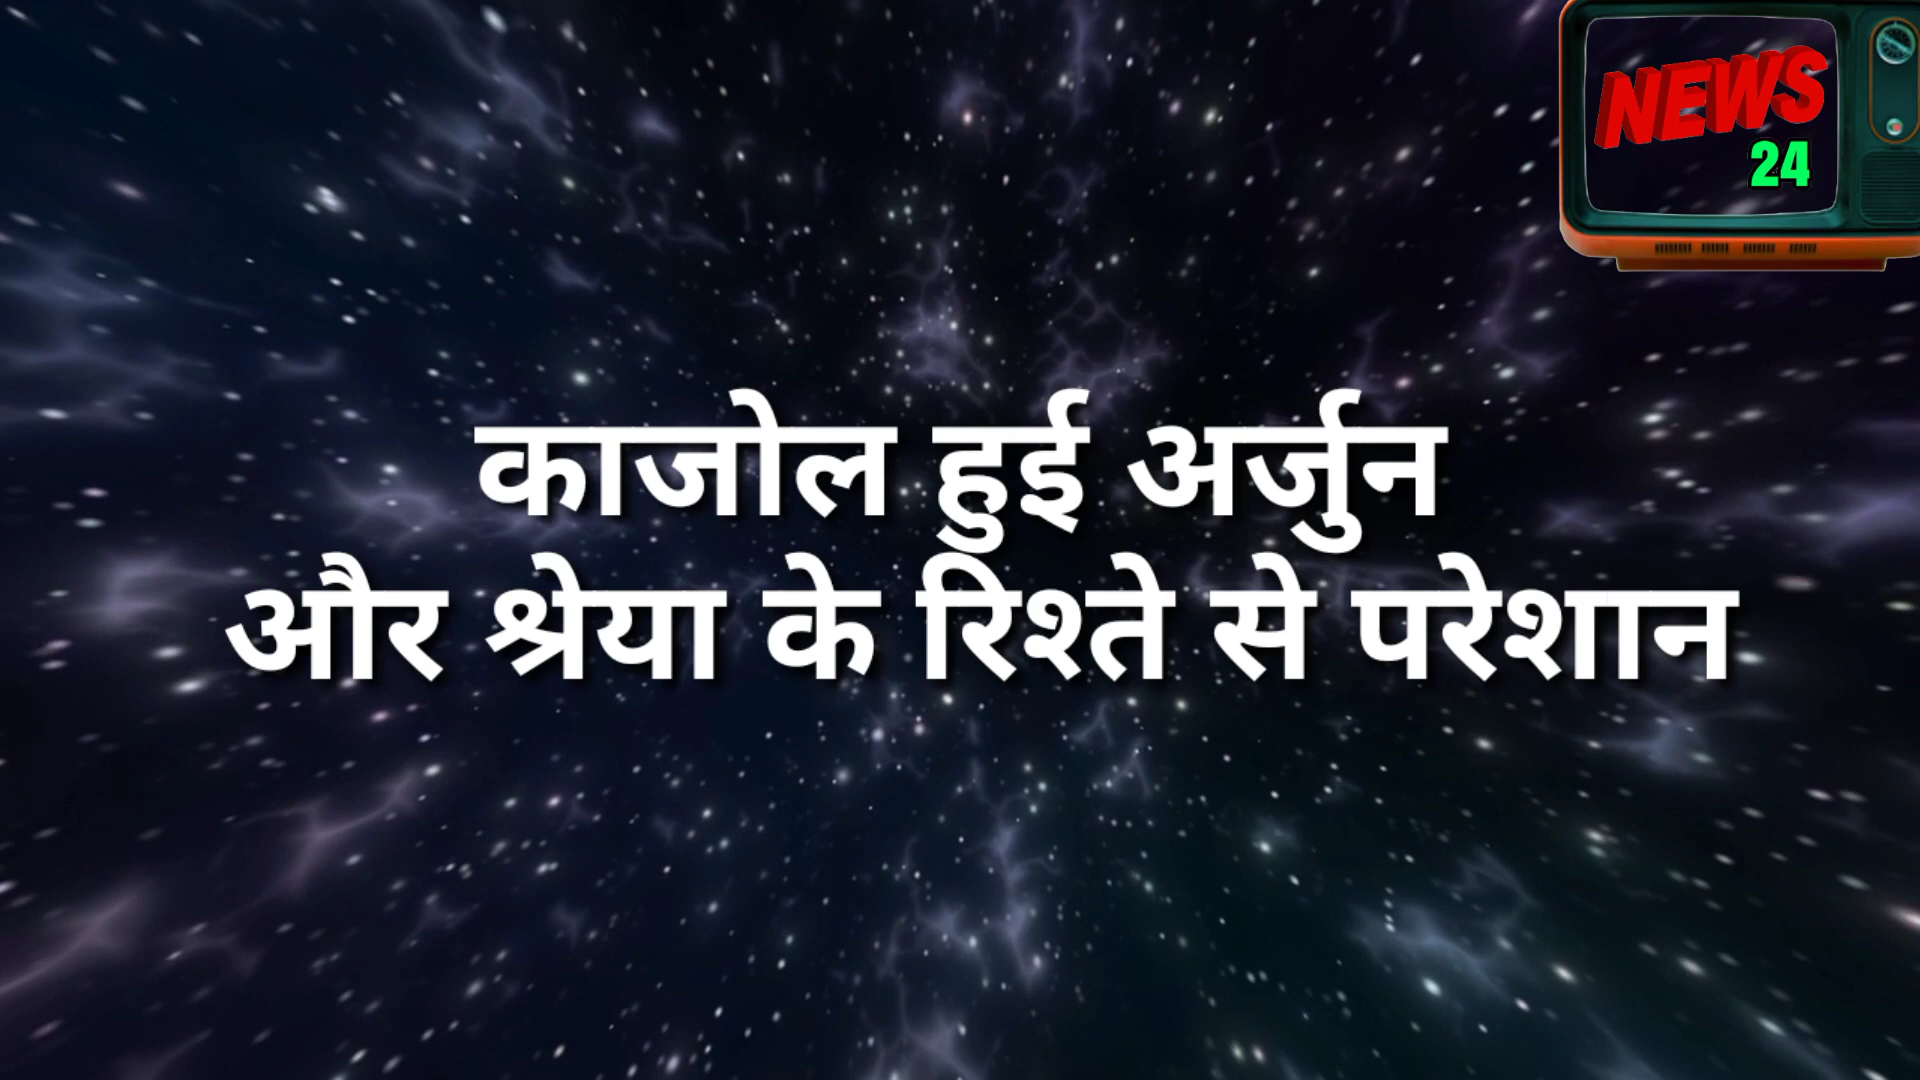 NEWS
24
काजोल हुई अर्जुन
और श्रेया के रिश्ते से परेशान